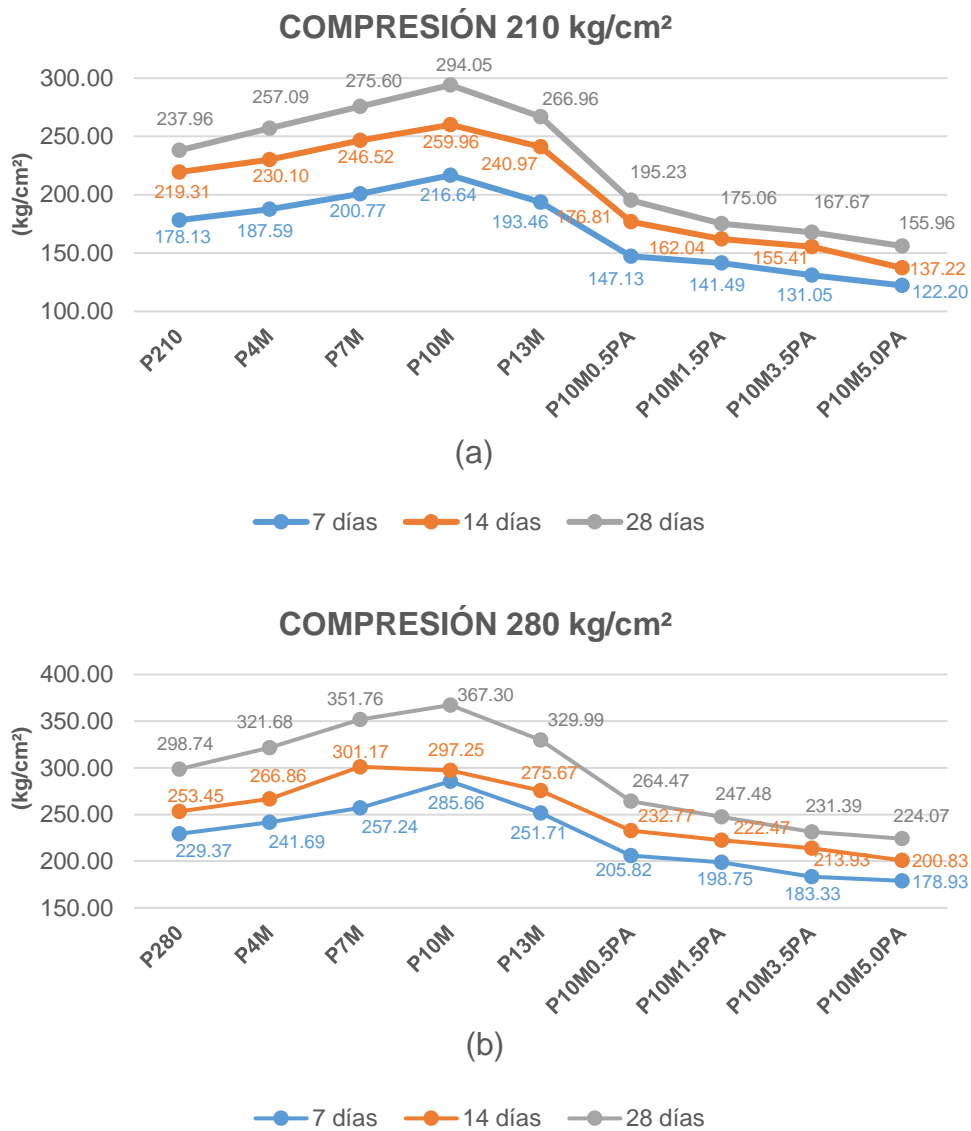 COMPRESIÓN 210 kg/cm²
(kg/cm²)
300.00
250.00
200.00
150.00
100.00
237.96 257.09 275.60 294.05 266.96 195.23 175.06 167.67 155.96
219.31 230.10 246.52 259.96 240.97 176.81 162.04 155.41 137.22
178.13 187.59 200.77 216.64 193.46 147.13 141.49 131.05 122.20
P210 P4M P7M P10M P13M P10M0.5PA P10M1.5PA P10M3.5PA P10M5.0PA
(a)
7 días 14 días 28 días
COMPRESIÓN 280 kg/cm²
(kg/cm²)
400.00
350.00
300.00
250.00
200.00
150.00
298.74 321.68 351.76 367.30 329.99 264.47 247.48 231.39 224.07
253.45 266.86 301.17 297.25 275.67 232.77 222.47 213.93 200.83
229.37 241.69 257.24 285.66 251.71 205.82 198.75 183.33 178.93
P280 P4M P7M P10M P13M P10M0.5PA P10M1.5PA P10M3.5PA P10M5.0PA
(b)
7 días 14 días 28 días